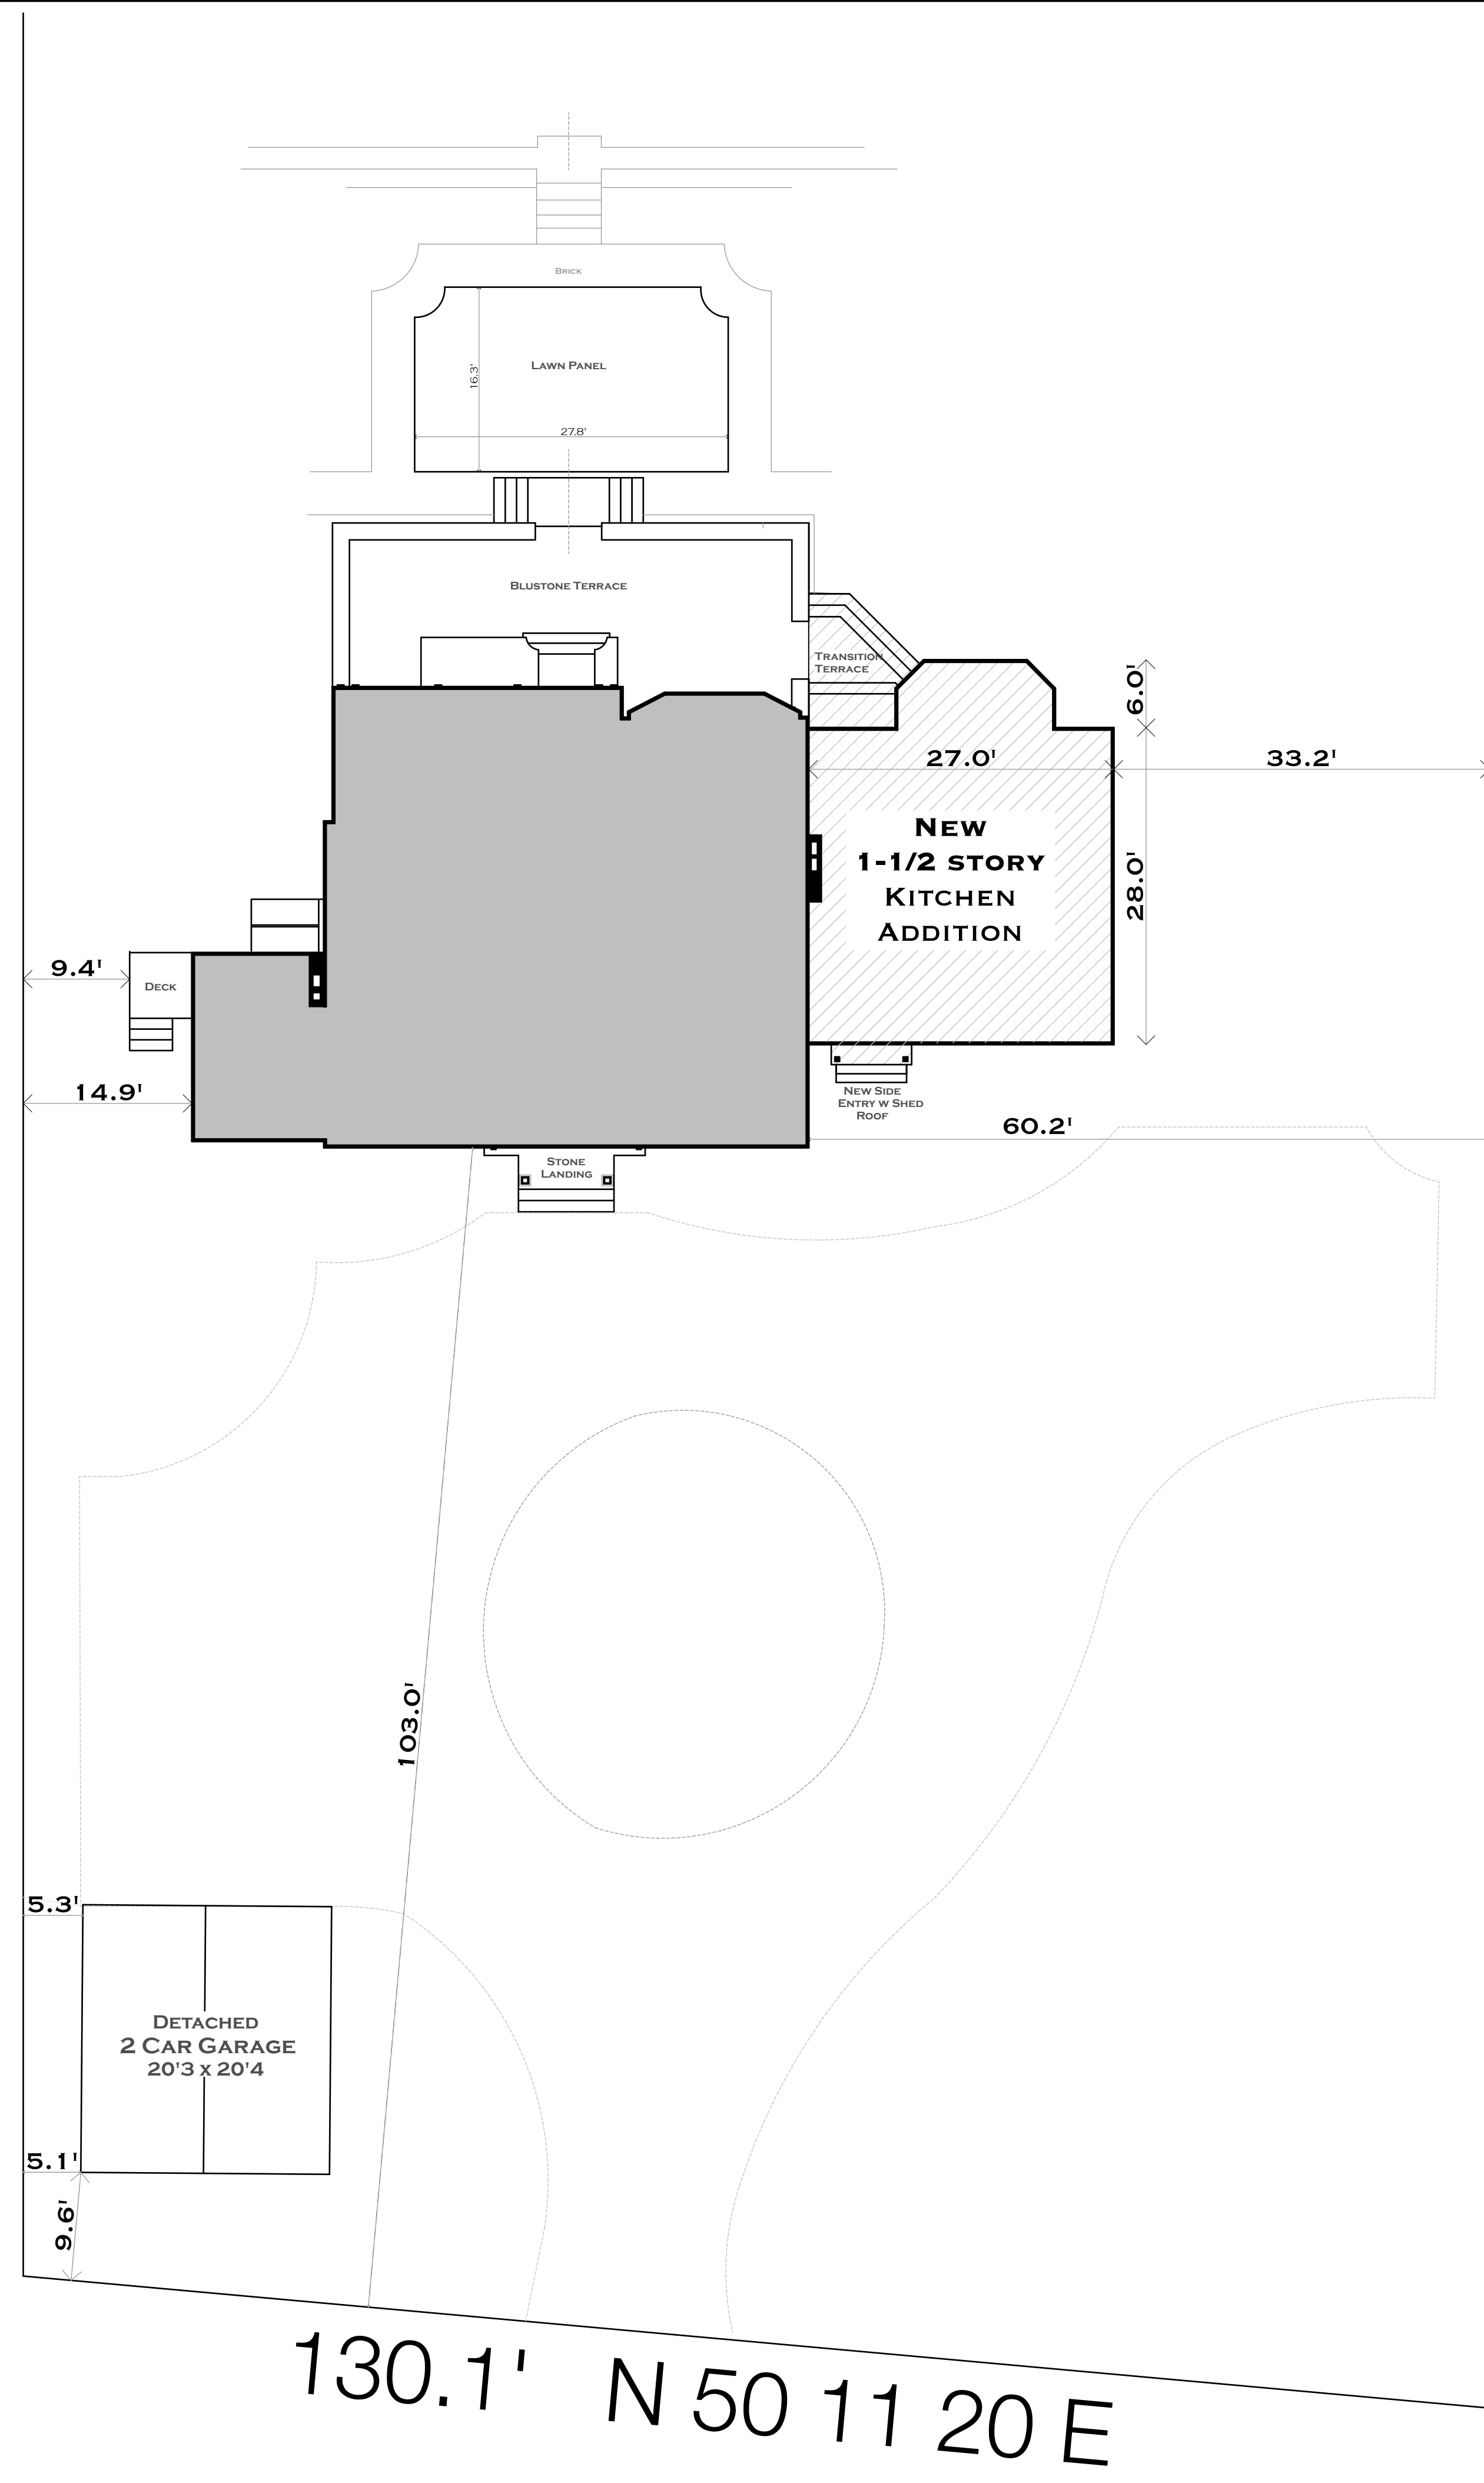 Brick
Lawn Panel
16.3'
27.8'
Blustone Terrace
Transition
Terrace
6.0'
27.0'
33.2'
New
1-1/2 story
Kitchen
Addition
28.0'
9.4'
Deck
14.9'
New Side
Entry w Shed
Roof
60.2'
Stone
Landing
103.0'
5.3'
Detached
2 Car Garage
20'3 x 20'4
5.1'
9.6'
130.1' N 50 11 20 E